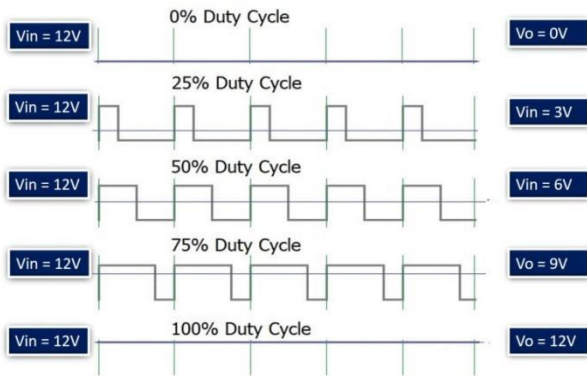 0% Duty Cycle
Vin = 12V
Vo = 0V
25% Duty Cycle
Vin = 12V
Vin = 3V
50% Duty Cycle
Vin = 12V
Vin = 6V
75% Duty Cycle
Vin = 12V
Vo = 9V
100% Duty Cycle
Vin = 12V
Vo = 12V